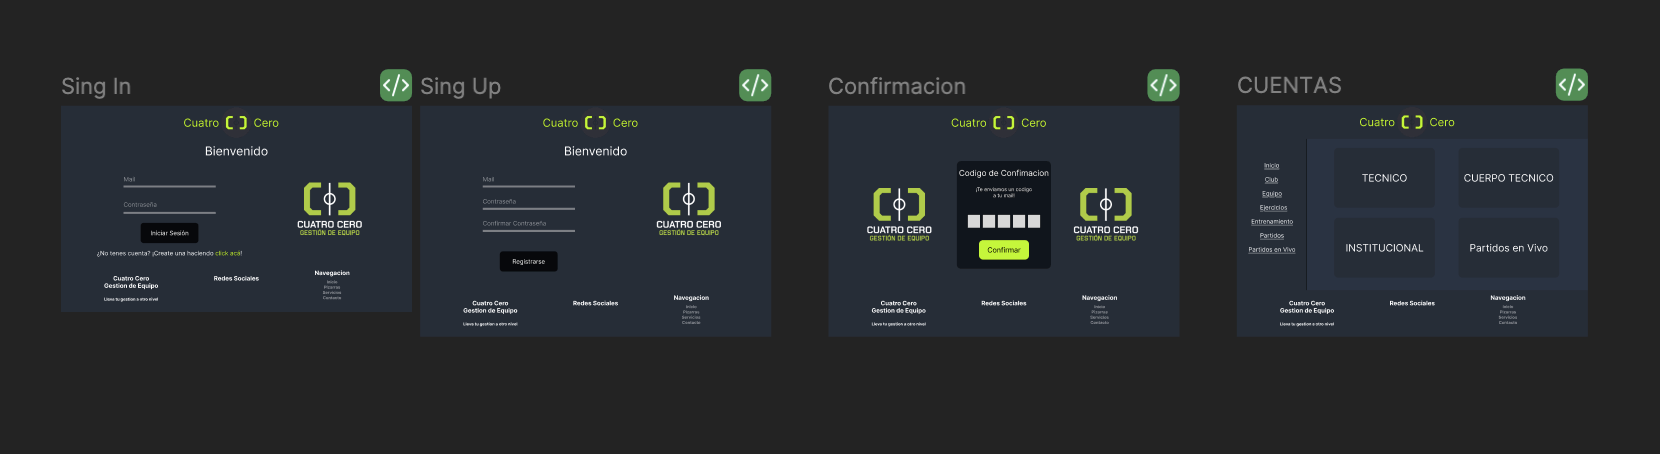 Sing In
</>
Cuatro Cero
Bienvenido
Mail
Contraseña
Iniciar Sesión
¿No tenes cuenta? ¡Create una haciendo click acá!
CUATRO CERO
GESTIÓN DE EQUIPO
Cuatro Cero
Gestion de Equipo
Lleva tu gestion a otro nivel
Redes Sociales
Navegacion
Inicio
Pizarras
Servicios
Contacto
Sing Up
</>
Cuatro Cero
Bienvenido
Mail
Contraseña
Confirmar Contraseña
Registrarse
CUATRO CERO
GESTIÓN DE EQUIPO
Cuatro Cero
Gestion de Equipo
Lleva tu gestion a otro nivel
Redes Sociales
Navegacion
Inicio
Pizarras
Servicios
Contacto
Confirmacion
</>
Cuatro Cero
CUATRO CERO
GESTIÓN DE EQUIPO
Codigo de Confimacion
¡Te enviamos un codigo
a tu mail!
Confirmar
CUATRO CERO
GESTIÓN DE EQUIPO
Cuatro Cero
Gestion de Equipo
Lleva tu gestion a otro nivel
Redes Sociales
Navegacion
Inicio
Pizarras
Servicios
Contacto
CUENTAS
</>
Cuatro Cero
Inicio
Club
Equipo
Ejercicios
Entrenamiento
Partidos
Partidos en Vivo
TECNICO
CUERPO TECNICO
INSTITUCIONAL
Partidos en Vivo
Cuatro Cero
Gestion de Equipo
Lleva tu gestion a otro nivel
Redes Sociales
Navegacion
Inicio
Pizarras
Servicios
Contacto